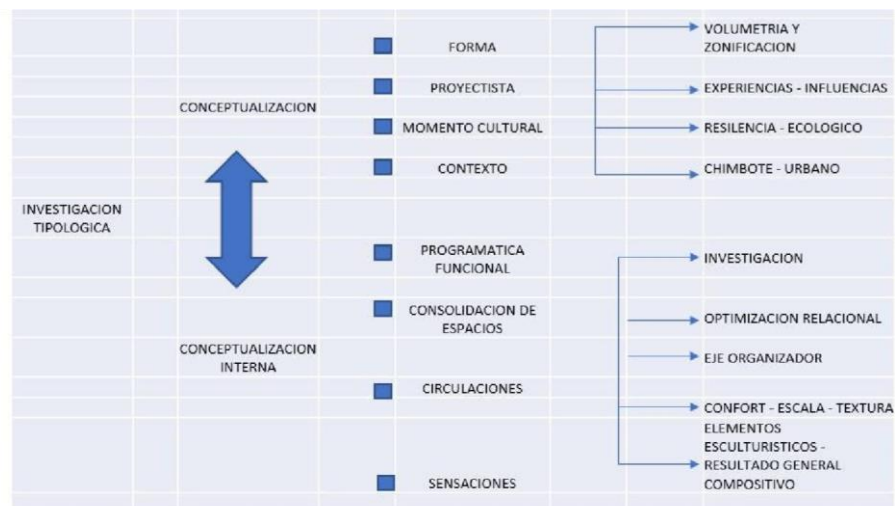 INVESTIGACION
TIPOLOGICA
CONCEPTUALIZACION
CONCEPTUALIZACION
INTERNA
FORMA
PROYECTISTA
MOMENTO CULTURAL
CONTEXTO
PROGRAMATICA
FUNCIONAL
CONSOLIDACION DE
ESPACIOS
CIRCULACIONES
SENSACIONES
VOLUMETRIA Y
ZONIFICACION
EXPERIENCIAS - INFLUENCIAS
RESILENCIA - ECOLOGICO
CHIMBOTE - URBANO
INVESTIGACION
OPTIMIZACION RELACIONAL
EJE ORGANIZADOR
CONFORT - ESCALA - TEXTURA
ELEMENTOS
ESCULTURISTICOS -
RESULTADO GENERAL
COMPOSITIVO